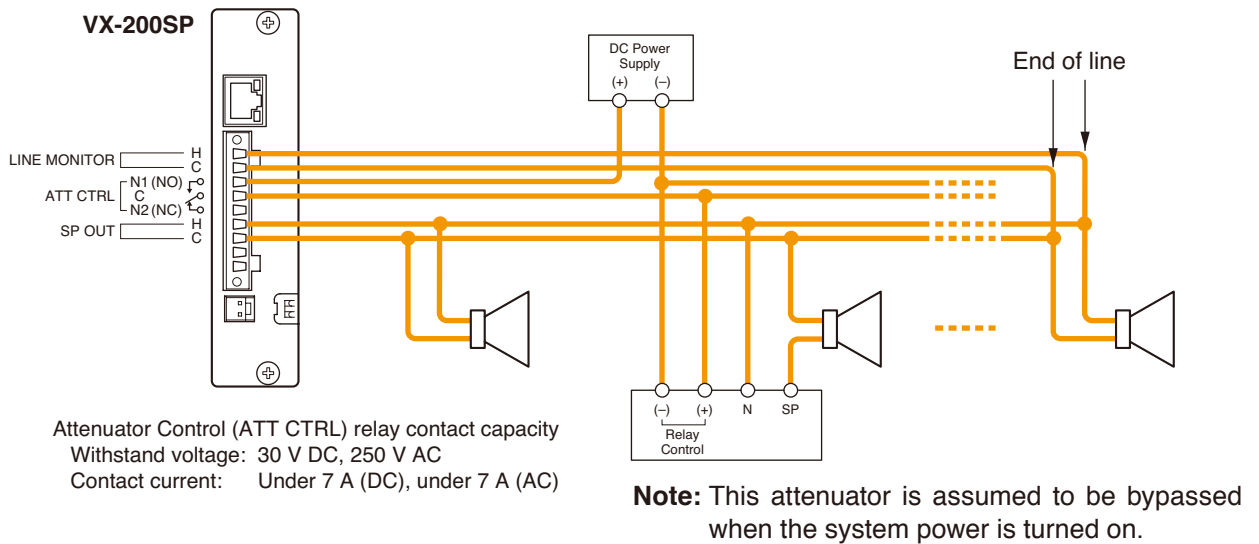 VX-200SP
DC Power
Supply
(+) (–)
End of line
LINE MONITOR
H
C
ATT CTRL
N1 (NO)
C
N2 (NC)
SP OUT
H
C
(–) (+) N SP
Relay
Control
Attenuator Control (ATT CTRL) relay contact capacity
Withstand voltage: 30 V DC, 250 V AC
Contact current: Under 7 A (DC), under 7 A (AC)
Note: This attenuator is assumed to be bypassed
when the system power is turned on.